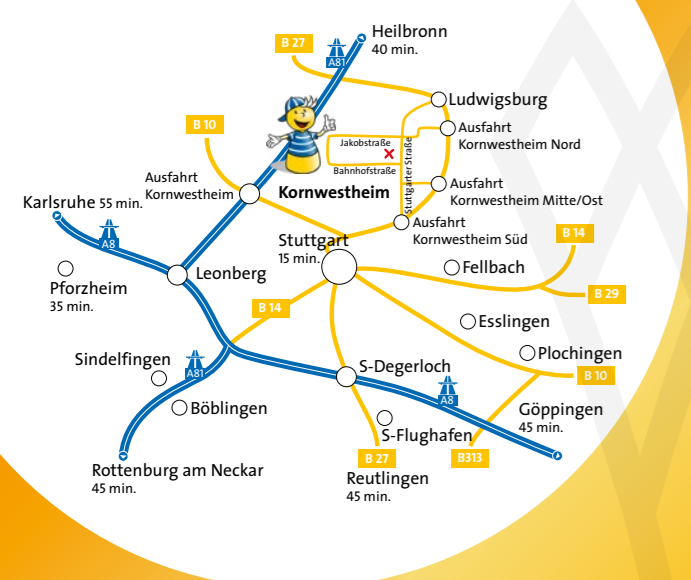 Heilbronn
40 min.
B 27
A81
Ludwigsburg
B 10
Ausfahrt
Kornwestheim Nord
Jakobstraße
Stuttgarter Straße
Bahnhofstraße
Ausfahrt
Kornwestheim
Kornwestheim
Ausfahrt
Kornwestheim Mitte/Ost
Karlsruhe 55 min.
A8
Ausfahrt
Kornwestheim Süd
Stuttgart
15 min.
B 14
Leonberg
Fellbach
Pforzheim
35 min.
B 29
B 14
Esslingen
Sindelfingen
A81
Plochingen
S-Degerloch
B 10
A8
Böblingen
Göppingen
45 min.
S-Flughafen
B 27
B313
Rottenburg am Neckar
45 min.
Reutlingen
45 min.